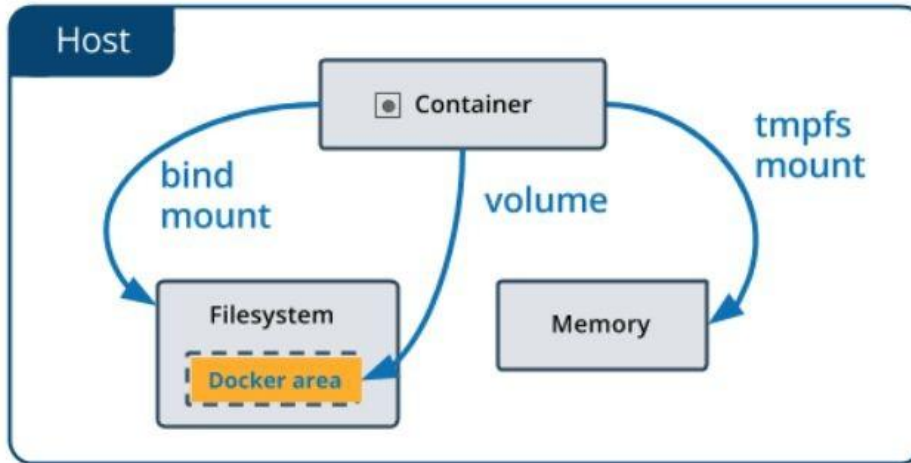 Host
Container
bind
mount
volume
tmpfs
mount
Filesystem
Docker area
Memory